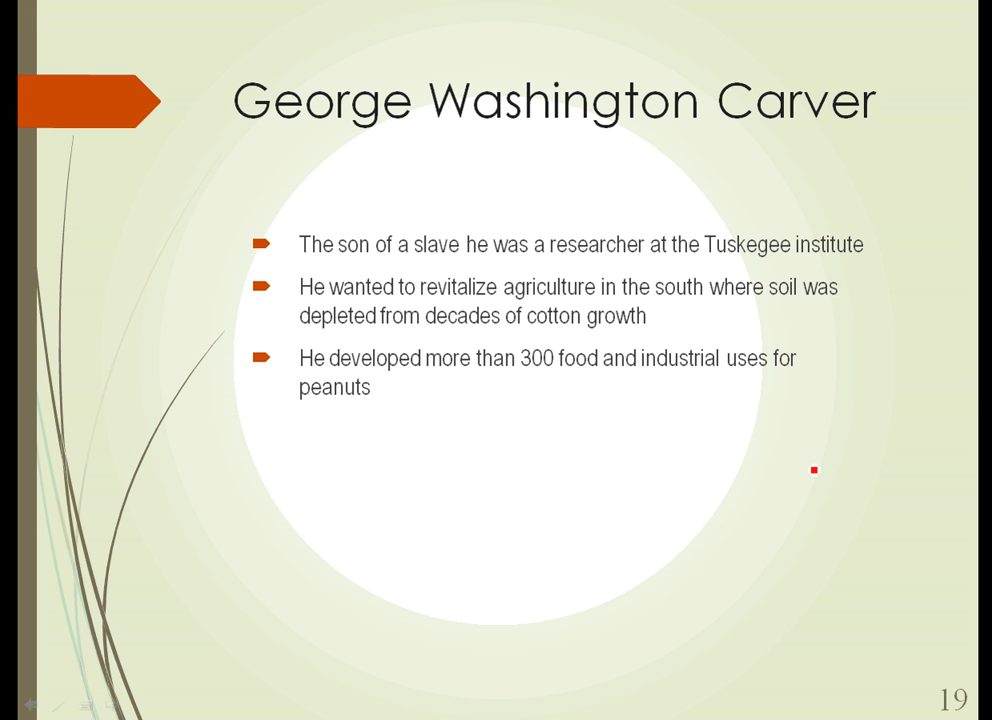 George Washington Carver
The son of a slave he was a researcher at the Tuskegee institute
He wanted to revitalize agriculture in the south where soil was
depleted from decades of cotton growth
He developed more than 300 food and industrial uses for
peanuts
19